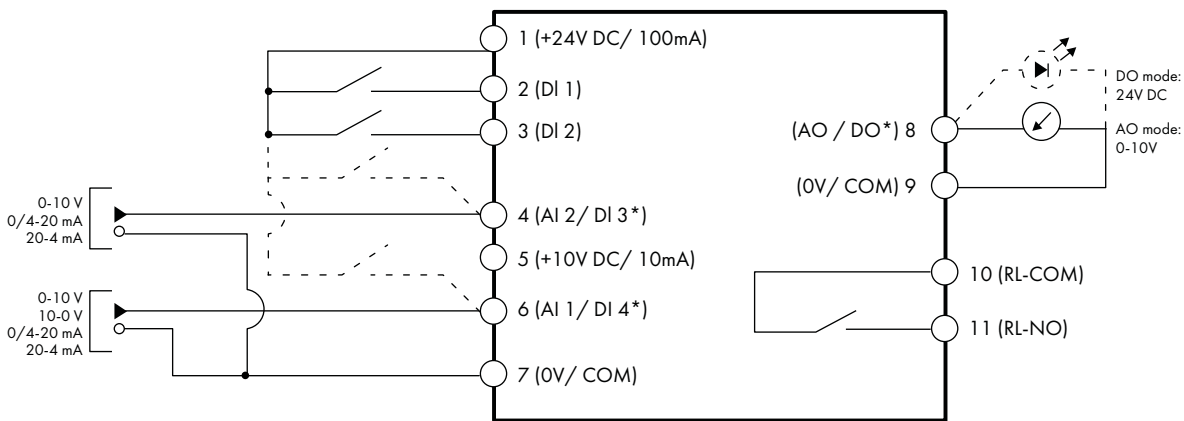 1 (+24V DC/ 100mA)
2 (DI 1)
3 (DI 2)
4 (AI 2/ DI 3*)
5 (+10V DC/ 10mA)
6 (AI 1/ DI 4*)
7 (0V/ COM)
0-10 V
0/4-20 mA
20-4 mA
0-10 V
10-0 V
0/4-20 mA
20-4 mA
(AO / DO*) 8
(0V/ COM) 9
10 (RL-COM)
11 (RL-NO)
DO mode:
24V DC
AO mode:
0-10V